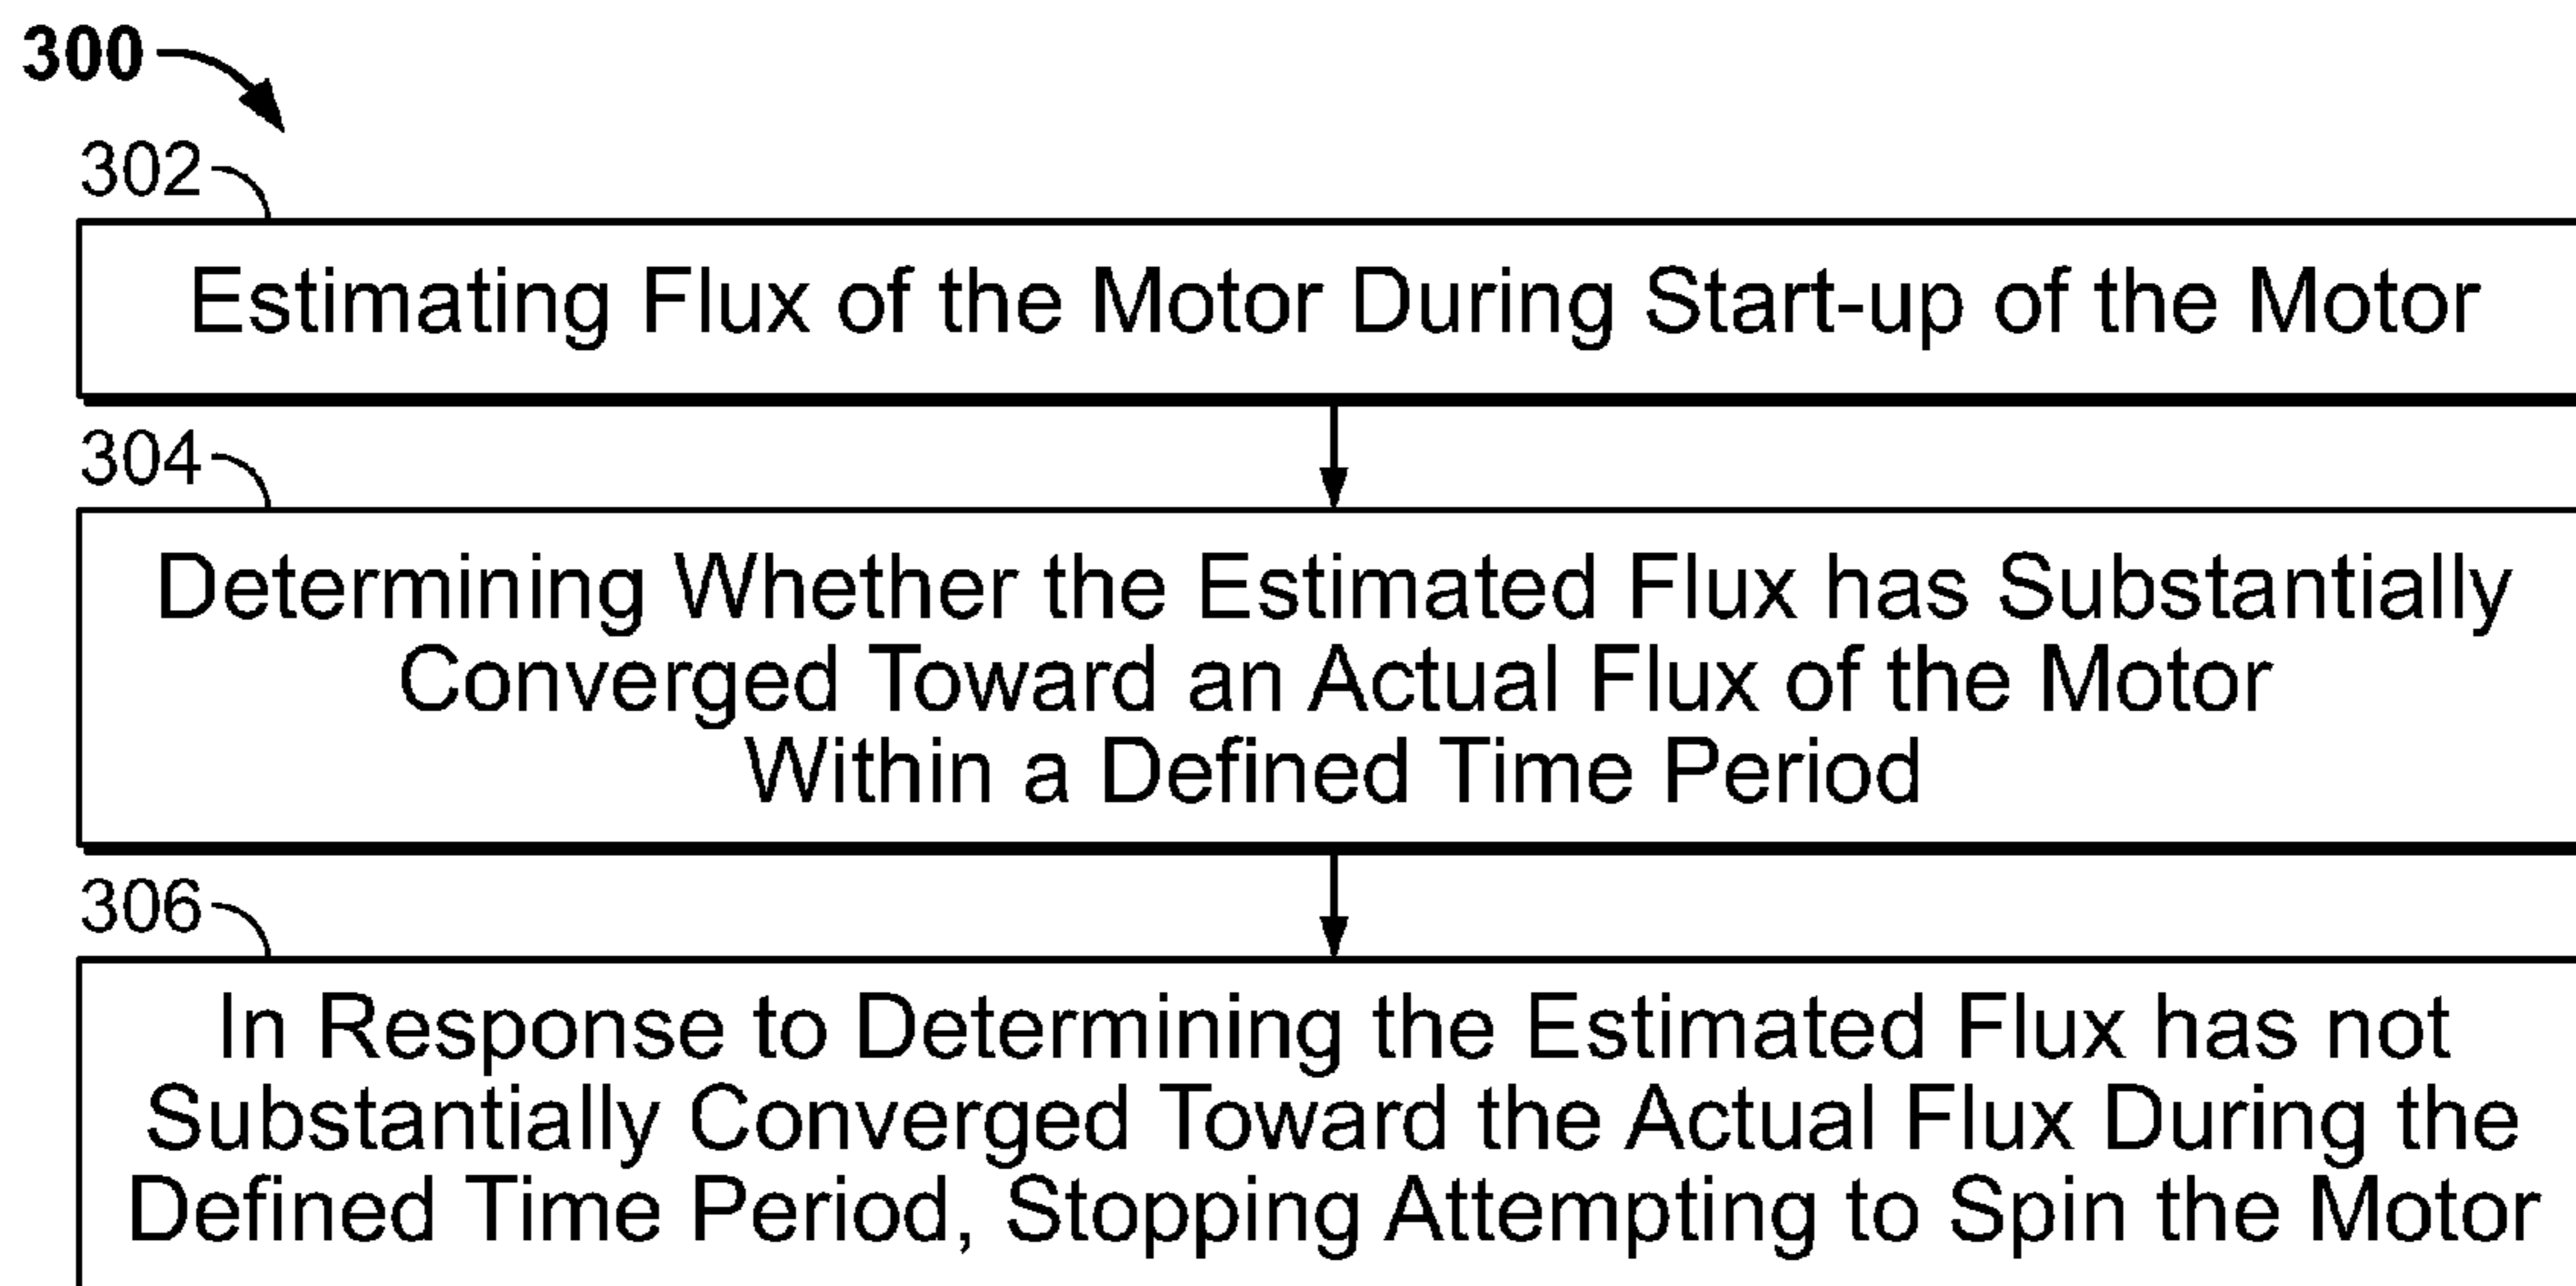 300
302
Estimating Flux of the Motor During Start-up of the Motor
304
Determining Whether the Estimated Flux has Substantially
Converged Toward an Actual Flux of the Motor
Within a Defined Time Period
306
In Response to Determining the Estimated Flux has not
Substantially Converged Toward the Actual Flux During the
Defined Time Period, Stopping Attempting to Spin the Motor